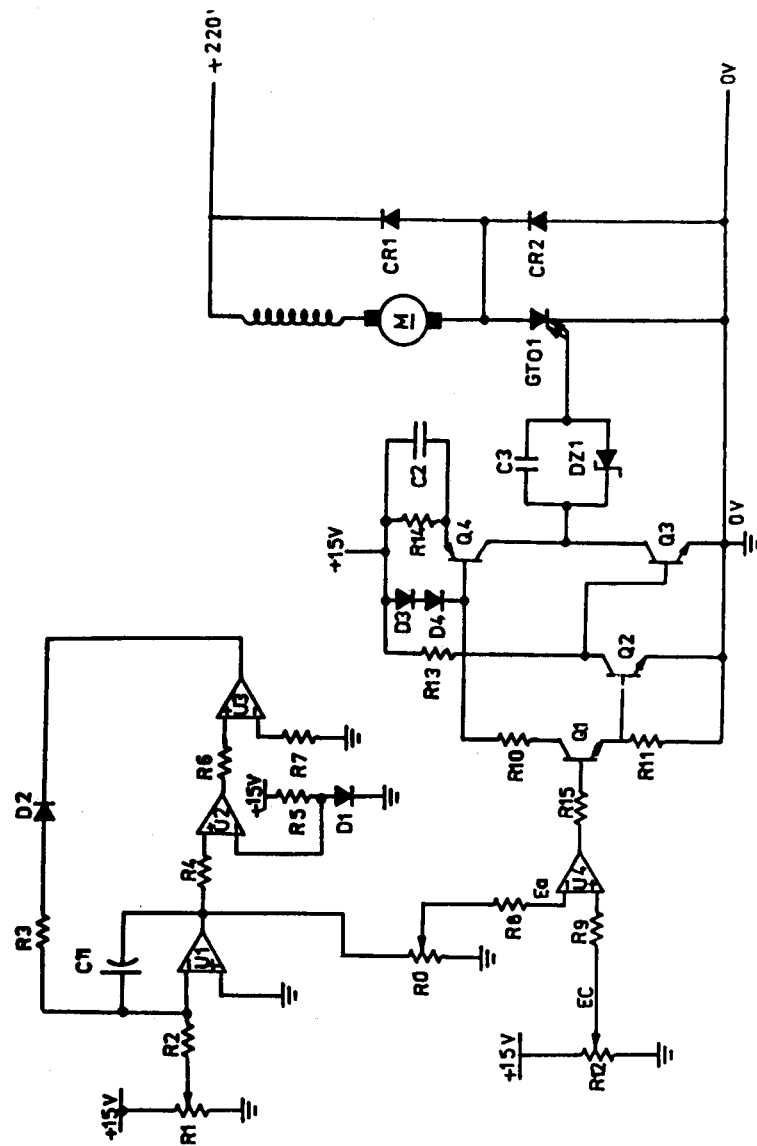 R3
D2
+15V
R2
C11
R4
R6
R1
U1
U2
U3
+15V
R5
R7
D1
R0
Ea
R8
+15V
EC
R9
U4
R15
R12
R10
Q1
R11
+15V
R13
D3
D4
R14
C2
Q4
Q2
Q3
0V
C3
DZ1
GTO1
M
CR1
CR2
+220'
0V